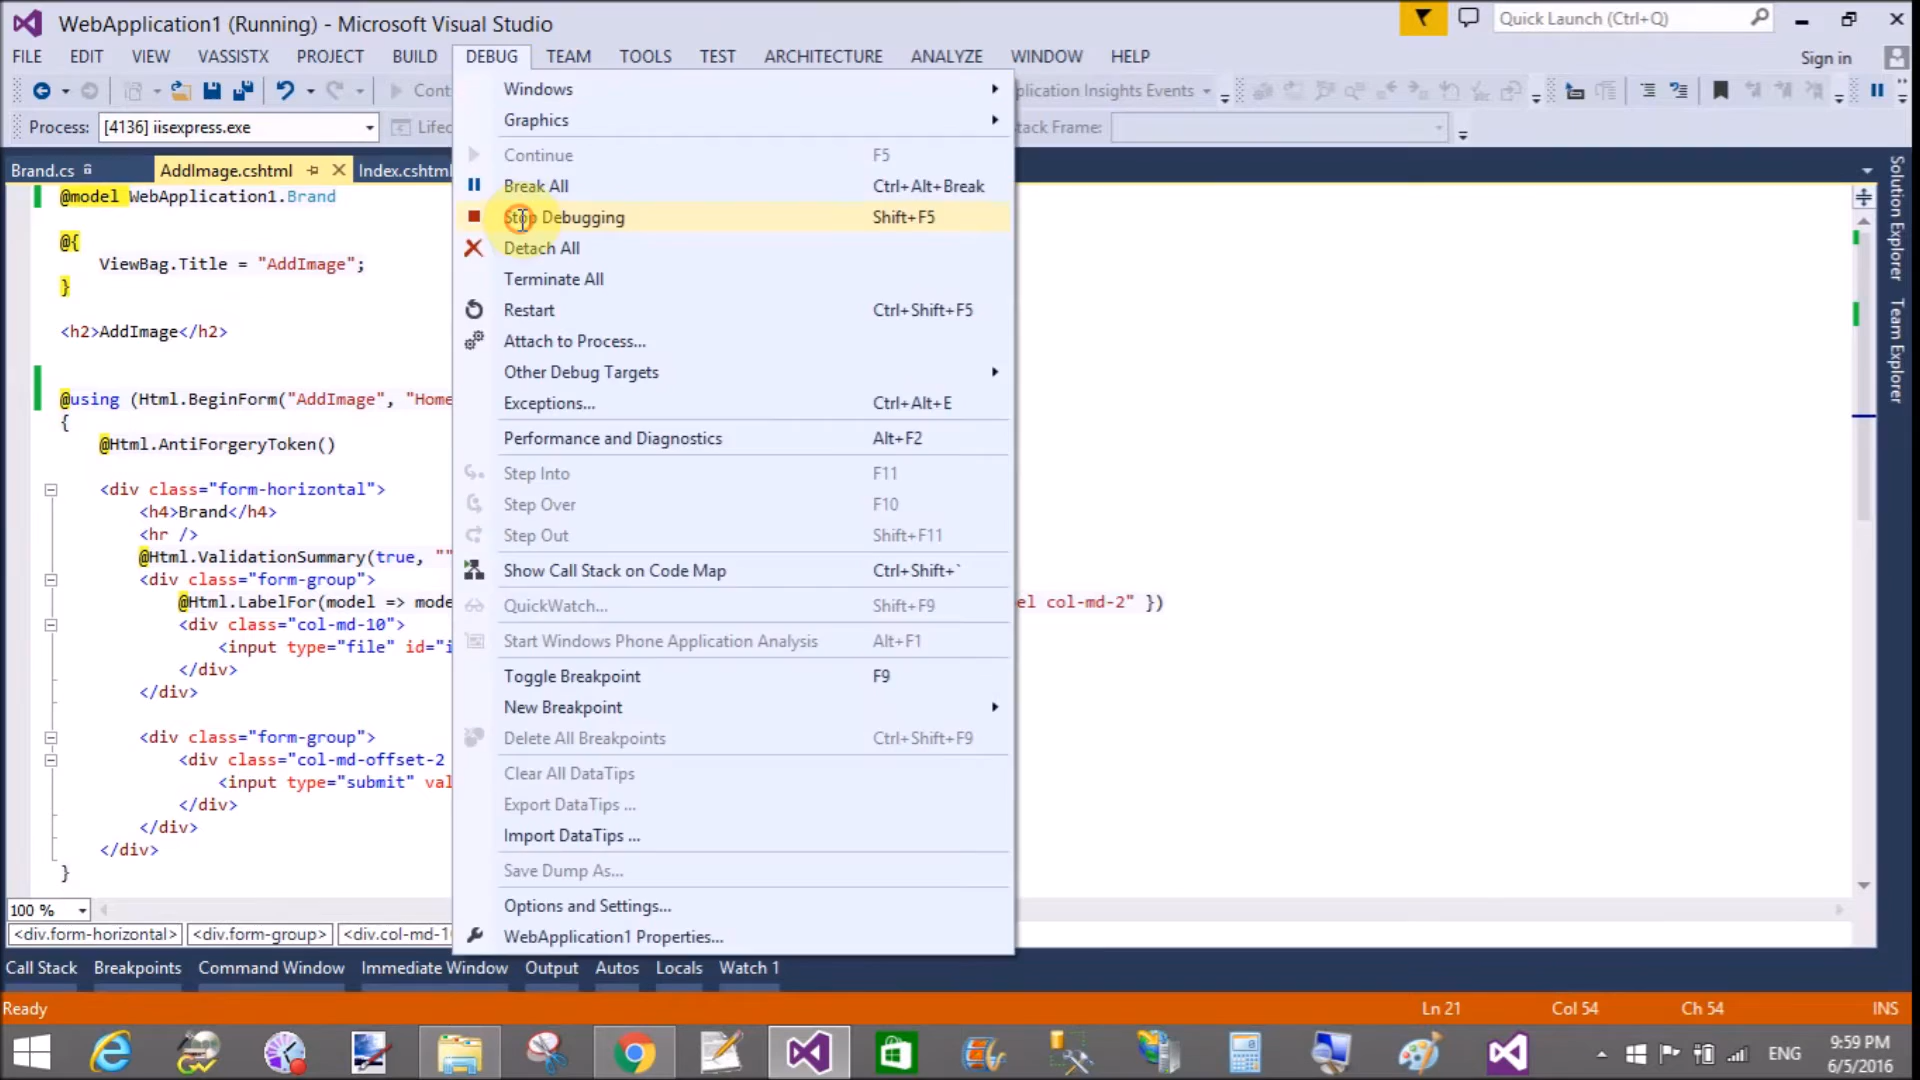 WebApplication1 (Running) - Microsoft Visual Studio
Quick Launch (Ctrl+Q)
FILE EDIT VIEW VASSISTX PROJECT BUILD DEBUG TEAM TOOLS TEST ARCHITECTURE ANALYZE WINDOW HELP
Sign in
Process: [4136] iisexpress.exe
Brand.cs AddImage.cshtml Index.cshtml
@model WebApplication1.Brand
@{
ViewBag.Title = "AddImage";
}
<h2>AddImage</h2>
@using (Html.BeginForm("AddImage", "Home
{
@Html.AntiForgeryToken()
<div class="form-horizontal">
<h4>Brand</h4>
<hr />
@Html.ValidationSummary(true, ""
<div class="form-group">
@Html.LabelFor(model => mode
el col-md-2" })
<div class="col-md-10">
<input type="file" id="i
</div>
</div>
<div class="form-group">
<div class="col-md-offset-2
<input type="submit" val
</div>
</div>
</div>
}
Windows
Graphics
Continue F5
Break All Ctrl+Alt+Break
Stop Debugging Shift+F5
Detach All
Terminate All
Restart Ctrl+Shift+F5
Attach to Process...
Other Debug Targets
Exceptions... Ctrl+Alt+E
Performance and Diagnostics Alt+F2
Step Into F11
Step Over F10
Step Out Shift+F11
Show Call Stack on Code Map Ctrl+Shift+`
QuickWatch... Shift+F9
Start Windows Phone Application Analysis Alt+F1
Toggle Breakpoint F9
New Breakpoint
Delete All Breakpoints Ctrl+Shift+F9
Clear All DataTips
Export DataTips ...
Import DataTips ...
Save Dump As...
Options and Settings...
WebApplication1 Properties...
plication Insights Events
tack Frame:
Solution Explorer
Team Explorer
100 %
<div.form-horizontal> <div.form-group> <div.col-md-1
Call Stack Breakpoints Command Window Immediate Window Output Autos Locals Watch 1
Ready Ln 21 Col 54 Ch 54 INS
ENG
9:59 PM
6/5/2016